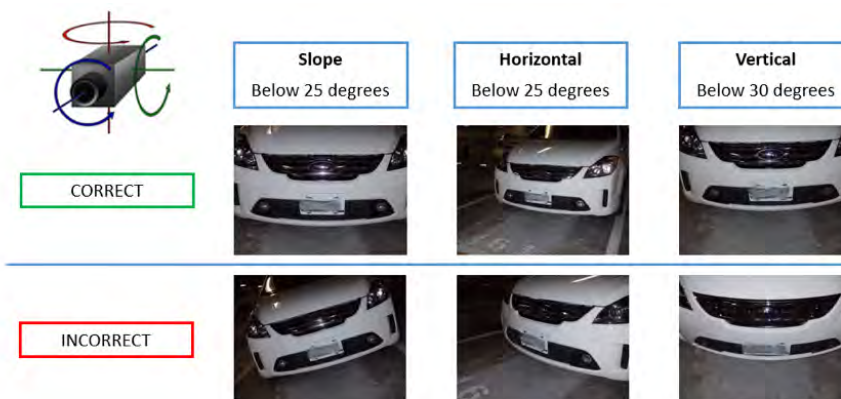 Slope
Below 25 degrees
Horizontal
Below 25 degrees
Vertical
Below 30 degrees
CORRECT
INCORRECT